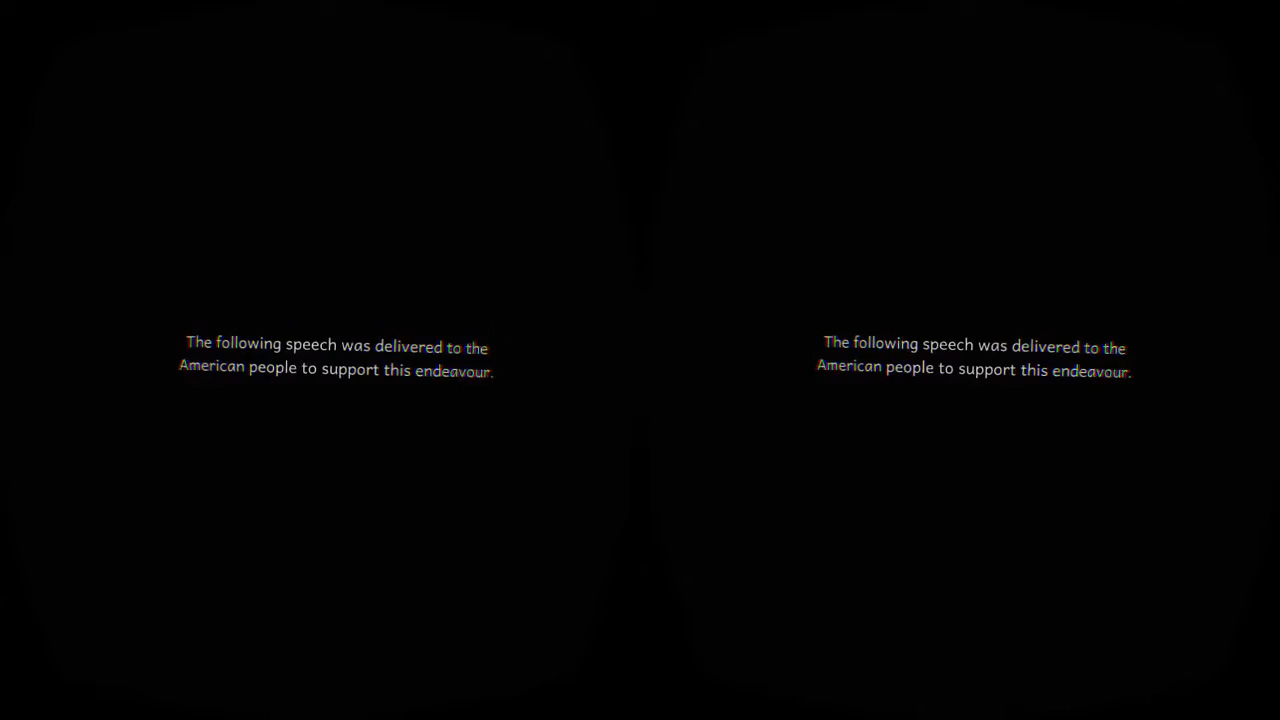 The following speech was delivered to the
American people to support this endeavour.
The following speech was delivered to the
American people to support this endeavour.